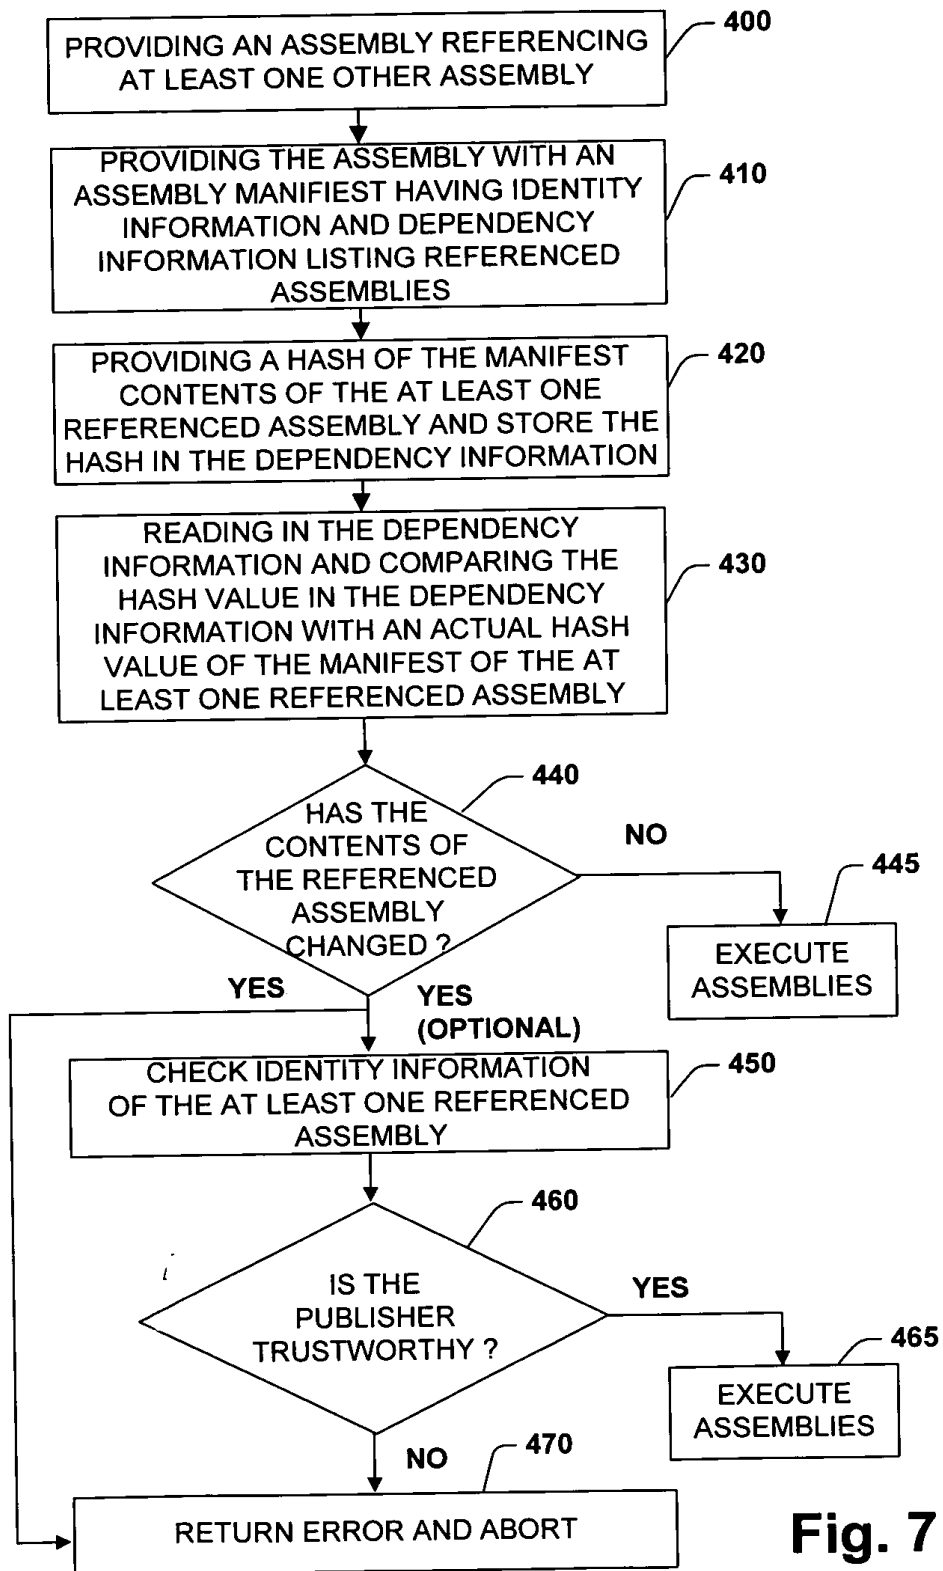 PROVIDING AN ASSEMBLY REFERENCING
AT LEAST ONE OTHER ASSEMBLY
400
PROVIDING THE ASSEMBLY WITH AN
ASSEMBLY MANIFIEST HAVING IDENTITY
INFORMATION AND DEPENDENCY
INFORMATION LISTING REFERENCED
ASSEMBLIES
410
PROVIDING A HASH OF THE MANIFEST
CONTENTS OF THE AT LEAST ONE
REFERENCED ASSEMBLY AND STORE THE
HASH IN THE DEPENDENCY INFORMATION
420
READING IN THE DEPENDENCY
INFORMATION AND COMPARING THE
HASH VALUE IN THE DEPENDENCY
INFORMATION WITH AN ACTUAL HASH
VALUE OF THE MANIFEST OF THE AT
LEAST ONE REFERENCED ASSEMBLY
430
HAS THE
CONTENTS OF
THE REFERENCED
ASSEMBLY
CHANGED ?
440
NO
EXECUTE
ASSEMBLIES
445
YES
YES
(OPTIONAL)
CHECK IDENTITY INFORMATION
OF THE AT LEAST ONE REFERENCED
ASSEMBLY
450
IS THE
PUBLISHER
TRUSTWORTHY ?
460
YES
EXECUTE
ASSEMBLIES
465
NO
RETURN ERROR AND ABORT
470
Fig. 7